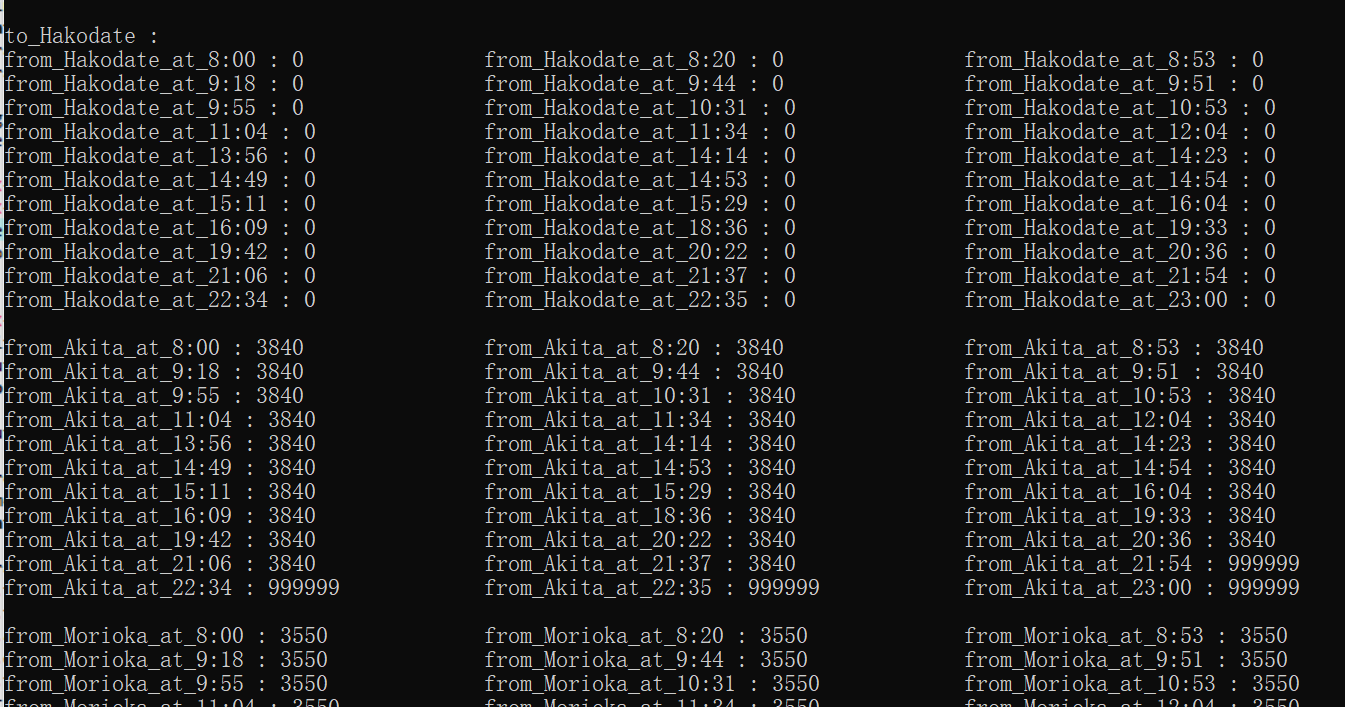 to_Hakodate :
from_Hakodate_at_8:00 : 0 from_Hakodate_at_8:20 : 0 from_Hakodate_at_8:53 : 0
from_Hakodate_at_9:18 : 0 from_Hakodate_at_9:44 : 0 from_Hakodate_at_9:51 : 0
from_Hakodate_at_9:55 : 0 from_Hakodate_at_10:31 : 0 from_Hakodate_at_10:53 : 0
from_Hakodate_at_11:04 : 0 from_Hakodate_at_11:34 : 0 from_Hakodate_at_12:04 : 0
from_Hakodate_at_13:56 : 0 from_Hakodate_at_14:14 : 0 from_Hakodate_at_14:23 : 0
from_Hakodate_at_14:49 : 0 from_Hakodate_at_14:53 : 0 from_Hakodate_at_14:54 : 0
from_Hakodate_at_15:11 : 0 from_Hakodate_at_15:29 : 0 from_Hakodate_at_16:04 : 0
from_Hakodate_at_16:09 : 0 from_Hakodate_at_18:36 : 0 from_Hakodate_at_19:33 : 0
from_Hakodate_at_19:42 : 0 from_Hakodate_at_20:22 : 0 from_Hakodate_at_20:36 : 0
from_Hakodate_at_21:06 : 0 from_Hakodate_at_21:37 : 0 from_Hakodate_at_21:54 : 0
from_Hakodate_at_22:34 : 0 from_Hakodate_at_22:35 : 0 from_Hakodate_at_23:00 : 0
from_Akita_at_8:00 : 3840 from_Akita_at_8:20 : 3840 from_Akita_at_8:53 : 3840
from_Akita_at_9:18 : 3840 from_Akita_at_9:44 : 3840 from_Akita_at_9:51 : 3840
from_Akita_at_9:55 : 3840 from_Akita_at_10:31 : 3840 from_Akita_at_10:53 : 3840
from_Akita_at_11:04 : 3840 from_Akita_at_11:34 : 3840 from_Akita_at_12:04 : 3840
from_Akita_at_13:56 : 3840 from_Akita_at_14:14 : 3840 from_Akita_at_14:23 : 3840
from_Akita_at_14:49 : 3840 from_Akita_at_14:53 : 3840 from_Akita_at_14:54 : 3840
from_Akita_at_15:11 : 3840 from_Akita_at_15:29 : 3840 from_Akita_at_16:04 : 3840
from_Akita_at_16:09 : 3840 from_Akita_at_18:36 : 3840 from_Akita_at_19:33 : 3840
from_Akita_at_19:42 : 3840 from_Akita_at_20:22 : 3840 from_Akita_at_20:36 : 3840
from_Akita_at_21:06 : 3840 from_Akita_at_21:37 : 3840 from_Akita_at_21:54 : 999999
from_Akita_at_22:34 : 999999 from_Akita_at_22:35 : 999999 from_Akita_at_23:00 : 999999
from_Morioka_at_8:00 : 3550 from_Morioka_at_8:20 : 3550 from_Morioka_at_8:53 : 3550
from_Morioka_at_9:18 : 3550 from_Morioka_at_9:44 : 3550 from_Morioka_at_9:51 : 3550
from_Morioka_at_9:55 : 3550 from_Morioka_at_10:31 : 3550 from_Morioka_at_10:53 : 3550
from_Morioka_at_11:04 : 3550 from_Morioka_at_11:34 : 3550 from_Morioka_at_12:04 : 3550